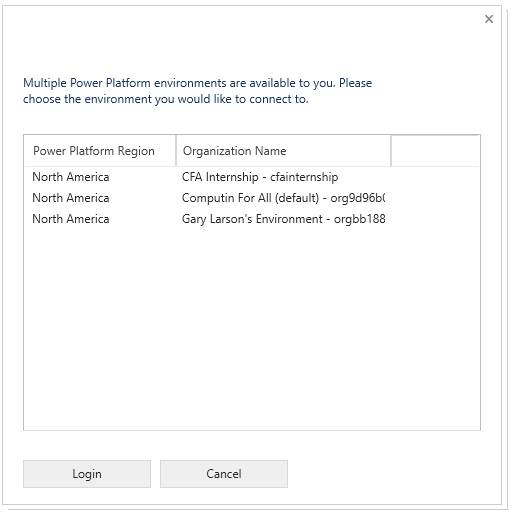 Multiple Power Platform environments are available to you. Please
choose the environment you would like to connect to.
Power Platform Region Organization Name
North America CFA Internship - cfainternship
North America Computin For All (default) - org9d96b(
North America Gary Larson's Environment - orgbb188
Login Cancel